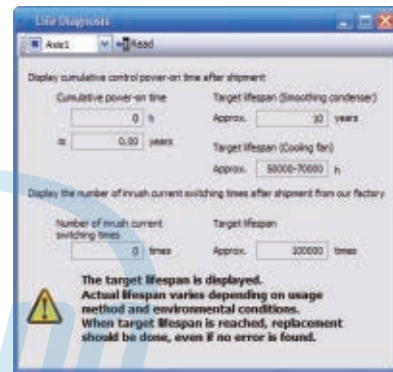 Life Diagnosis
Axis1 Read
Display cumulative control power-on time after shipment
Cumulative power-on time Target lifespan (Smoothing condenser)
0 h Approx. 10 years
≅ 0.00 years Target lifespan (Cooling fan)
Approx. 50000-70000 h
Display the number of inrush current switching times after shipment from our factory
Number of inrush current Target lifespan
switching times
0 times Approx. 100000 times
The target lifespan is displayed.
Actual lifespan varies depending on usage
method and environmental conditions.
When target lifespan is reached, replacement
should be done, even if no error is found.